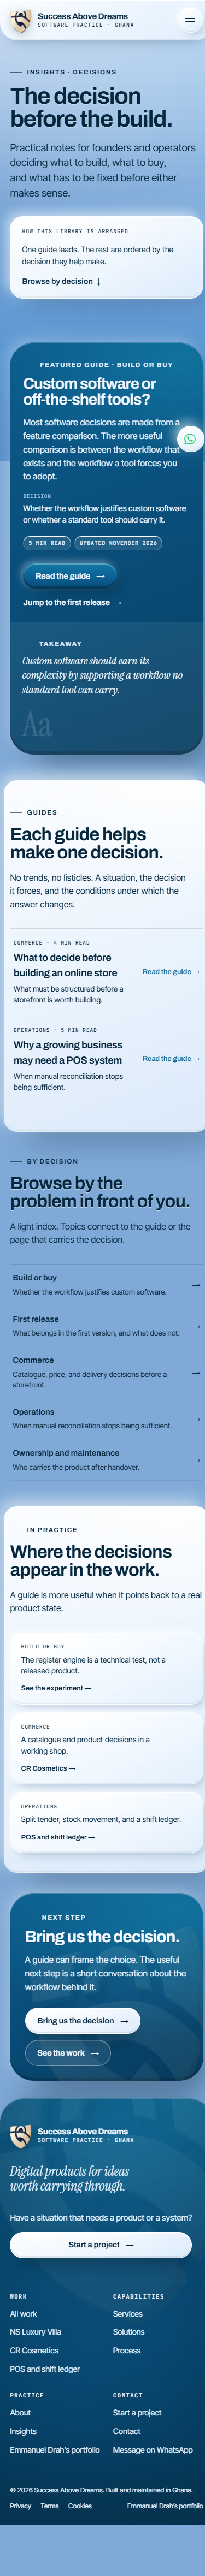 Success Above Dreams
SOFTWARE PRACTICE · GHANA
INSIGHTS · DECISIONS
The decision
before the build.
Practical notes for founders and operators
deciding what to build, what to buy,
and what has to be fixed before either
makes sense.
HOW THIS LIBRARY IS ARRANGED
One guide leads. The rest are ordered by the
decision they help make.
Browse by decision ↓
FEATURED GUIDE · BUILD OR BUY
Custom software or
off-the-shelf tools?
Most software decisions are made from a
feature comparison. The more useful
comparison is between the workflow that
exists and the workflow a tool forces you
to adopt.
DECISION
Whether the workflow justifies custom software
or whether a standard tool should carry it.
5 MIN READ
UPDATED NOVEMBER 2026
Read the guide →
Jump to the first release →
TAKEAWAY
Custom software should earn its
complexity by supporting a workflow no
standard tool can carry.
Aa
GUIDES
Each guide helps
make one decision.
No trends, no listicles. A situation, the decision
it forces, and the conditions under which the
answer changes.
COMMERCE · 4 MIN READ
What to decide before
building an online store
What must be structured before a
storefront is worth building.
Read the guide →
OPERATIONS · 5 MIN READ
Why a growing business
may need a POS system
When manual reconciliation stops
being sufficient.
Read the guide →
BY DECISION
Browse by the
problem in front of you.
A light index. Topics connect to the guide or the
page that carries the decision.
Build or buy
Whether the workflow justifies custom software.
→
First release
What belongs in the first version, and what does not.
→
Commerce
Catalogue, price, and delivery decisions before a
storefront.
→
Operations
When manual reconciliation stops being sufficient.
→
Ownership and maintenance
Who carries the product after handover.
→
IN PRACTICE
Where the decisions
appear in the work.
A guide is more useful when it points back to a real
product state.
BUILD OR BUY
The register engine is a technical test, not a
released product.
See the experiment →
COMMERCE
A catalogue and product decisions in a
working shop.
CR Cosmetics →
OPERATIONS
Split tender, stock movement, and a shift ledger.
POS and shift ledger →
NEXT STEP
Bring us the decision.
A guide can frame the choice. The useful
next step is a short conversation about the
workflow behind it.
Bring us the decision →
See the work →
Success Above Dreams
SOFTWARE PRACTICE · GHANA
Digital products for ideas
worth carrying through.
Have a situation that needs a product or a system?
Start a project →
WORK
All work
NS Luxury Villa
CR Cosmetics
POS and shift ledger
CAPABILITIES
Services
Solutions
Process
PRACTICE
About
Insights
Emmanuel Drah's portfolio
CONTACT
Start a project
Contact
Message on WhatsApp
© 2026 Success Above Dreams. Built and maintained in Ghana.
Privacy Terms Cookies Emmanuel Drah's portfolio